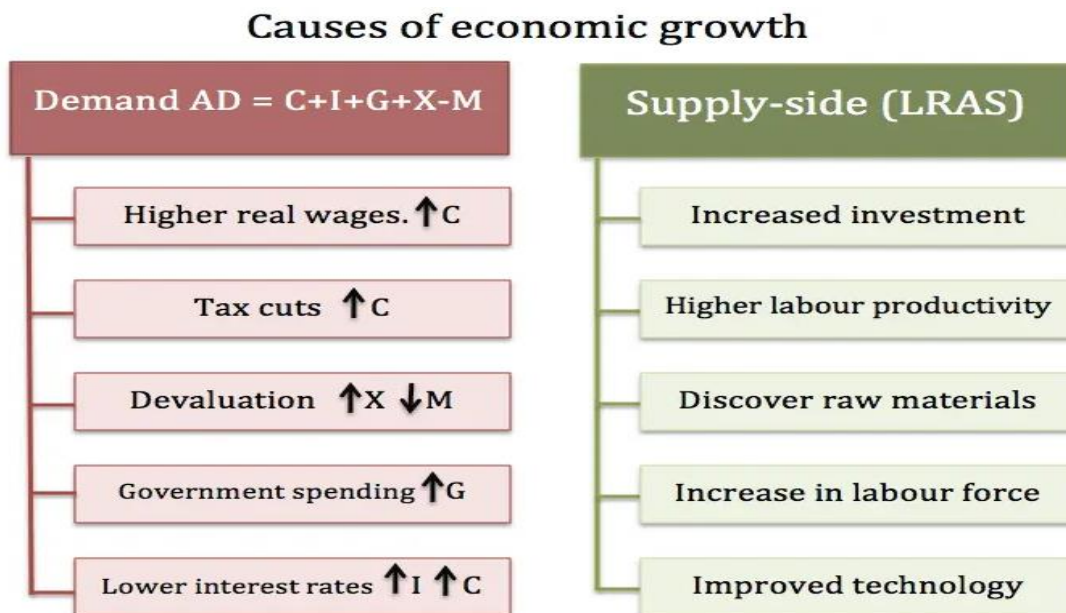 Causes of economic growth
Demand AD = C+I+G+X-M
Higher real wages. ↑C
Tax cuts ↑C
Devaluation ↑X ↓M
Government spending ↑G
Lower interest rates ↑I ↑C
Supply-side (LRAS)
Increased investment
Higher labour productivity
Discover raw materials
Increase in labour force
Improved technology